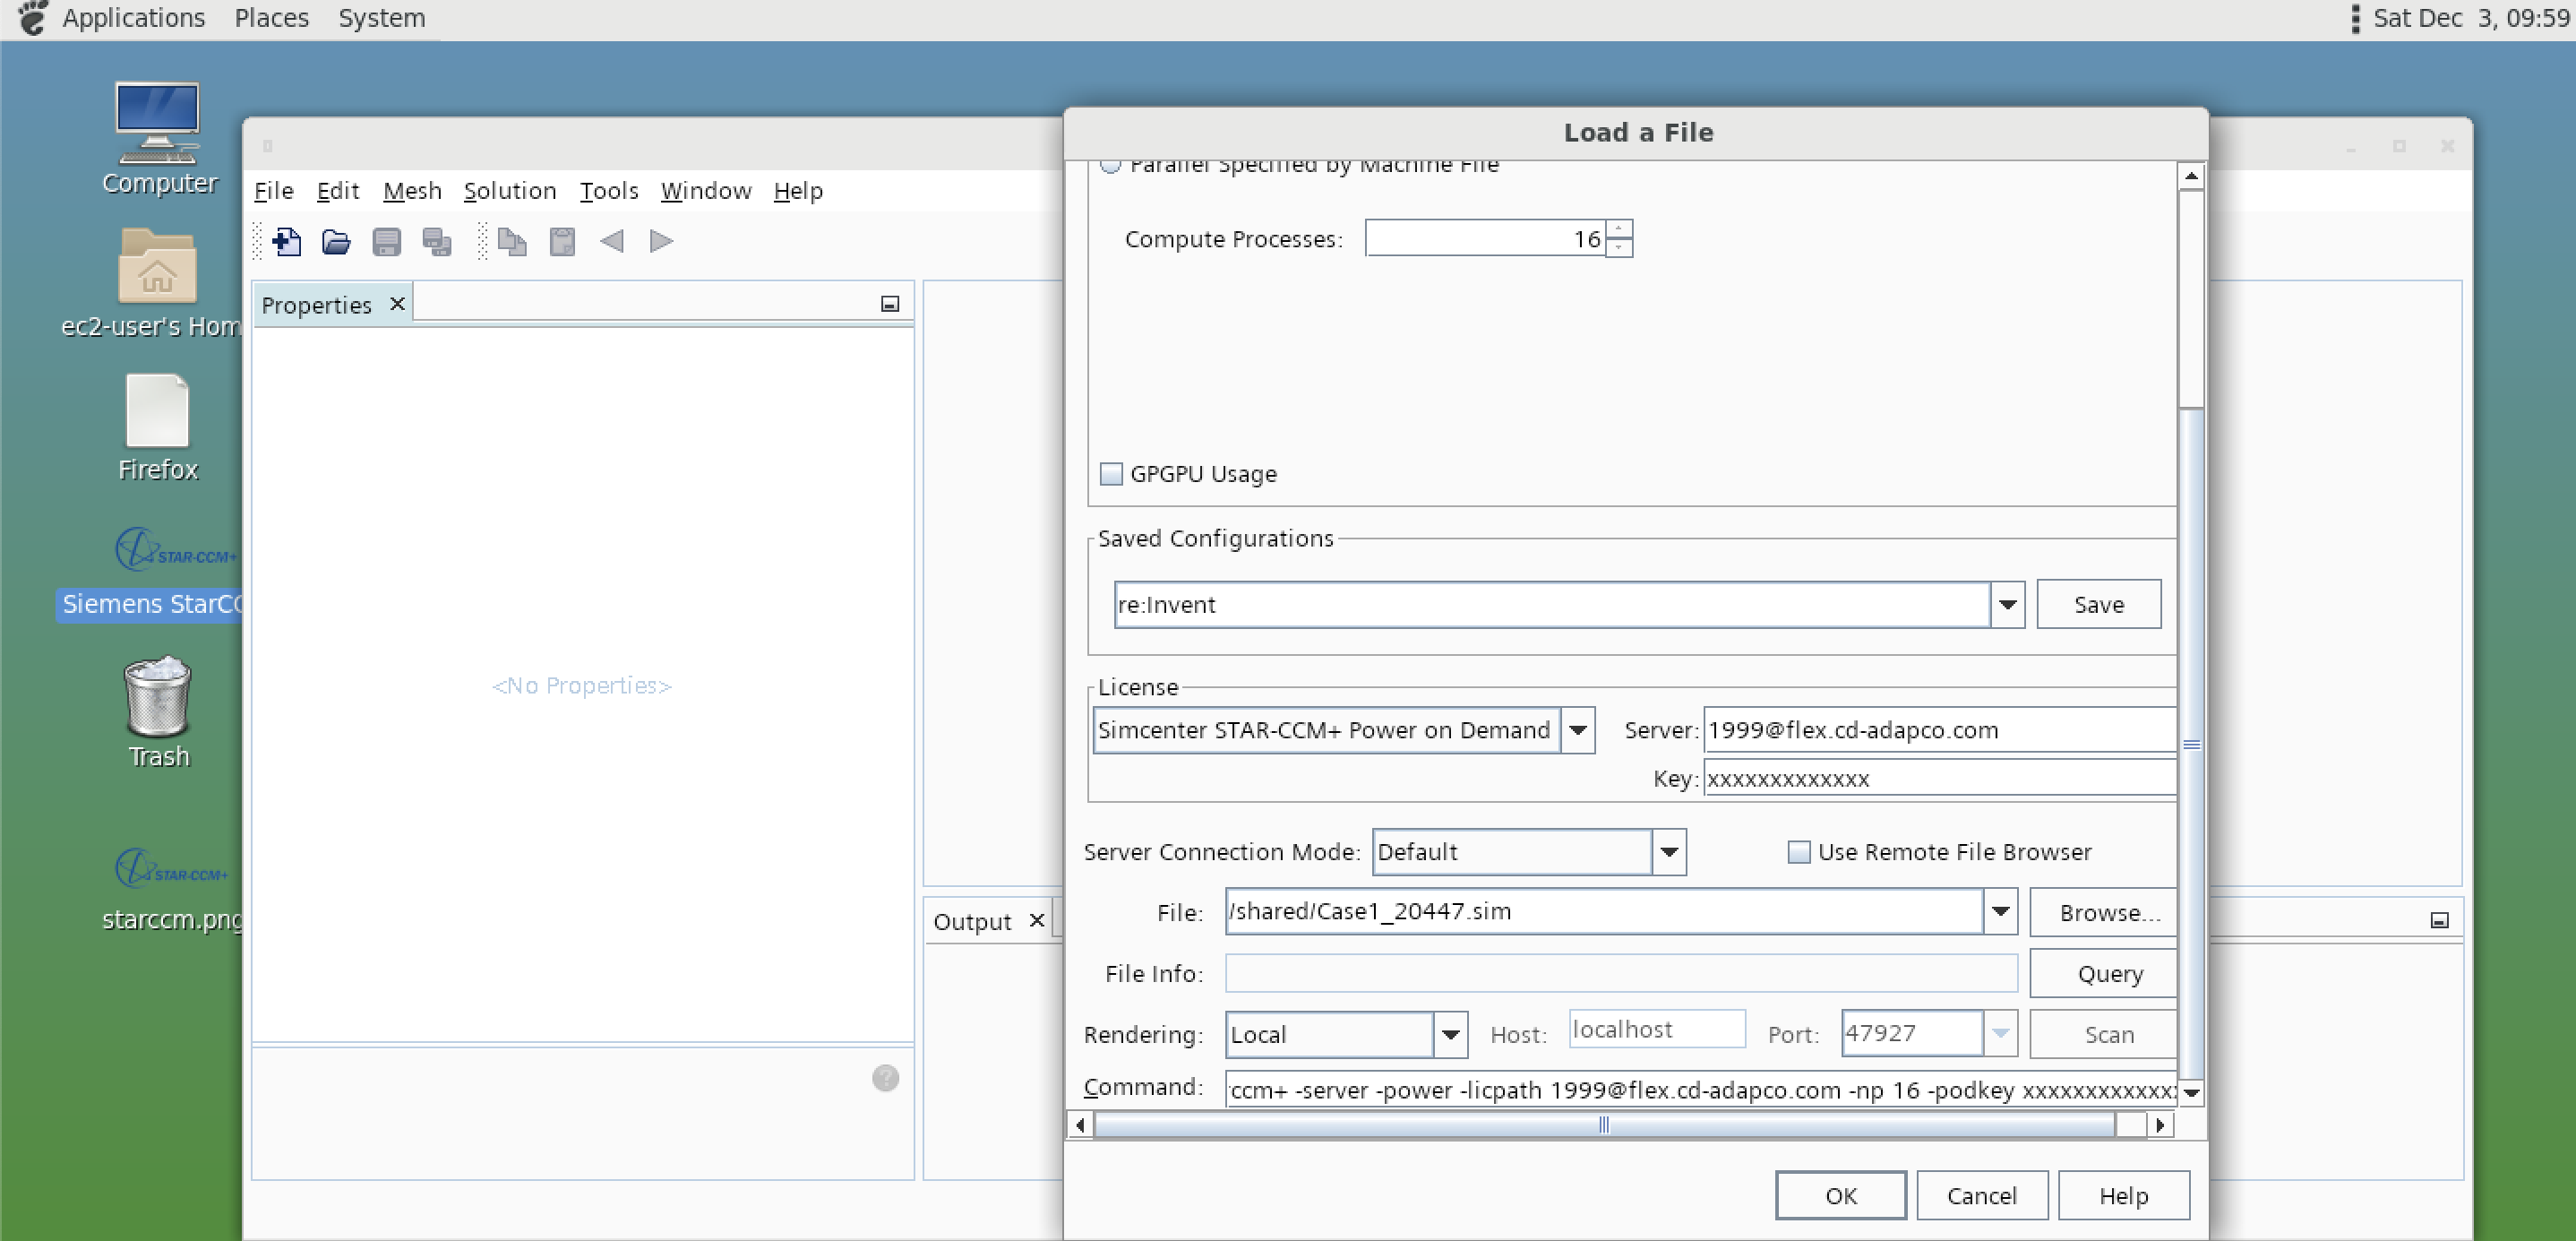 Applications Places System
Sat Dec 3, 09:59
Computer
ec2-user's Hom
Firefox
STAR-CCM+
Siemens StarCC
Trash
STAR-CCM+
starccm.png
File Edit Mesh Solution Tools Window Help
Properties
<No Properties>
Output
Load a File
Parallel Specified by Machine File
Compute Processes: 16
GPGPU Usage
Saved Configurations
re:Invent Save
License
Simcenter STAR-CCM+ Power on Demand Server: 1999@flex.cd-adapco.com
Key: xxxxxxxxxxxxx
Server Connection Mode: Default Use Remote File Browser
File: /shared/Case1_20447.sim Browse...
File Info: Query
Rendering: Local Host: localhost Port: 47927 Scan
Command: ccm+ -server -power -licpath 1999@flex.cd-adapco.com -np 16 -podkey xxxxxxxxxxxxx
OK Cancel Help